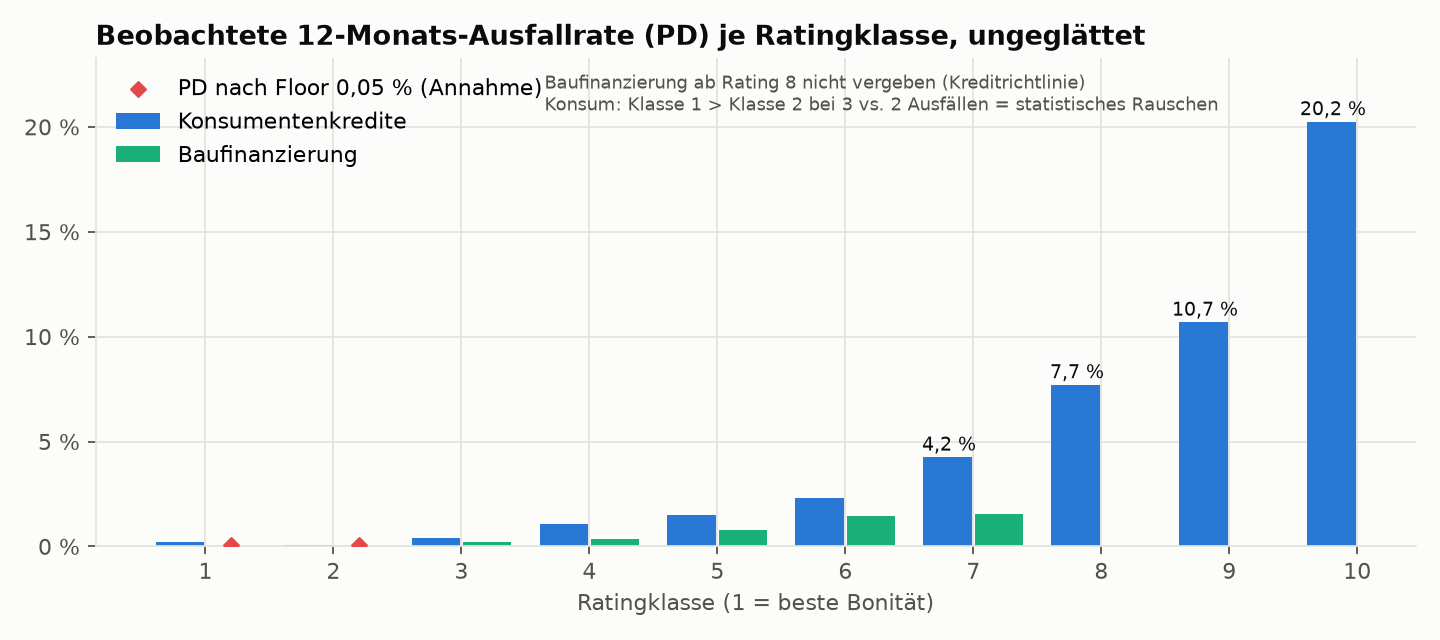 Beobachtete 12-Monats-Ausfallrate (PD) je Ratingklasse, ungeglättet
PD nach Floor 0,05 % (Annahme)
Konsumentenkredite
Baufinanzierung
Baufinanzierung ab Rating 8 nicht vergeben (Kreditrichtlinie)
Konsum: Klasse 1 > Klasse 2 bei 3 vs. 2 Ausfällen = statistisches Rauschen
20 %
15 %
10 %
5 %
0 %
4,2 %
7,7 %
10,7 %
20,2 %
1 2 3 4 5 6 7 8 9 10
Ratingklasse (1 = beste Bonität)